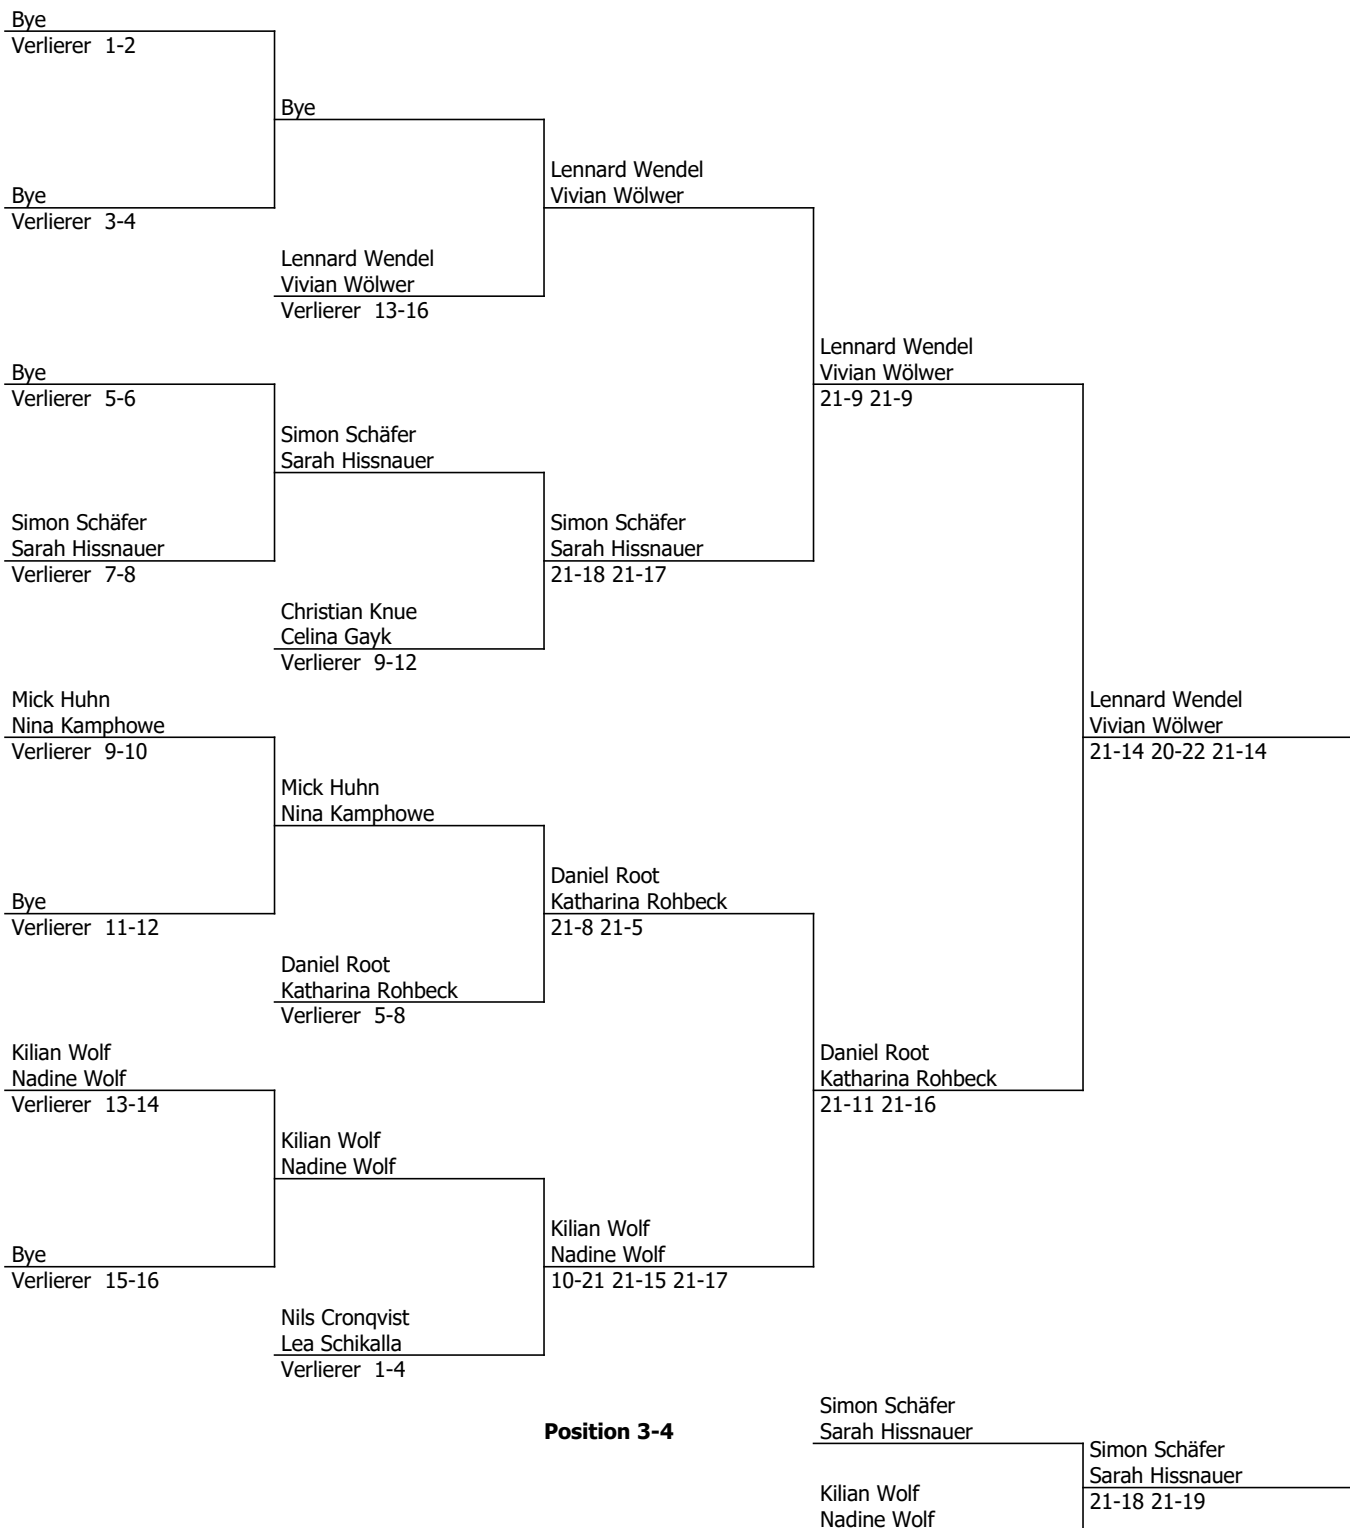 Bye
Verlierer 1-2
Bye
Lennard Wendel
Vivian Wölwer
Bye
Verlierer 3-4
Lennard Wendel
Vivian Wölwer
Verlierer 13-16
Lennard Wendel
Vivian Wölwer
21-9 21-9
Bye
Verlierer 5-6
Simon Schäfer
Sarah Hissnauer
Simon Schäfer
Sarah Hissnauer
Verlierer 7-8
Simon Schäfer
Sarah Hissnauer
21-18 21-17
Christian Knue
Celina Gayk
Verlierer 9-12
Mick Huhn
Nina Kamphowe
Verlierer 9-10
Lennard Wendel
Vivian Wölwer
21-14 20-22 21-14
Mick Huhn
Nina Kamphowe
Bye
Verlierer 11-12
Daniel Root
Katharina Rohbeck
21-8 21-5
Daniel Root
Katharina Rohbeck
Verlierer 5-8
Kilian Wolf
Nadine Wolf
Verlierer 13-14
Daniel Root
Katharina Rohbeck
21-11 21-16
Kilian Wolf
Nadine Wolf
Kilian Wolf
Nadine Wolf
10-21 21-15 21-17
Bye
Verlierer 15-16
Nils Cronqvist
Lea Schikalla
Verlierer 1-4
Position 3-4
Simon Schäfer
Sarah Hissnauer
Simon Schäfer
Sarah Hissnauer
21-18 21-19
Kilian Wolf
Nadine Wolf